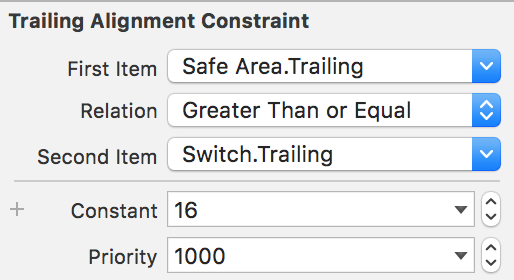 Trailing Alignment Constraint
First Item Safe Area.Trailing
Relation Greater Than or Equal
Second Item Switch.Trailing
Constant 16
Priority 1000